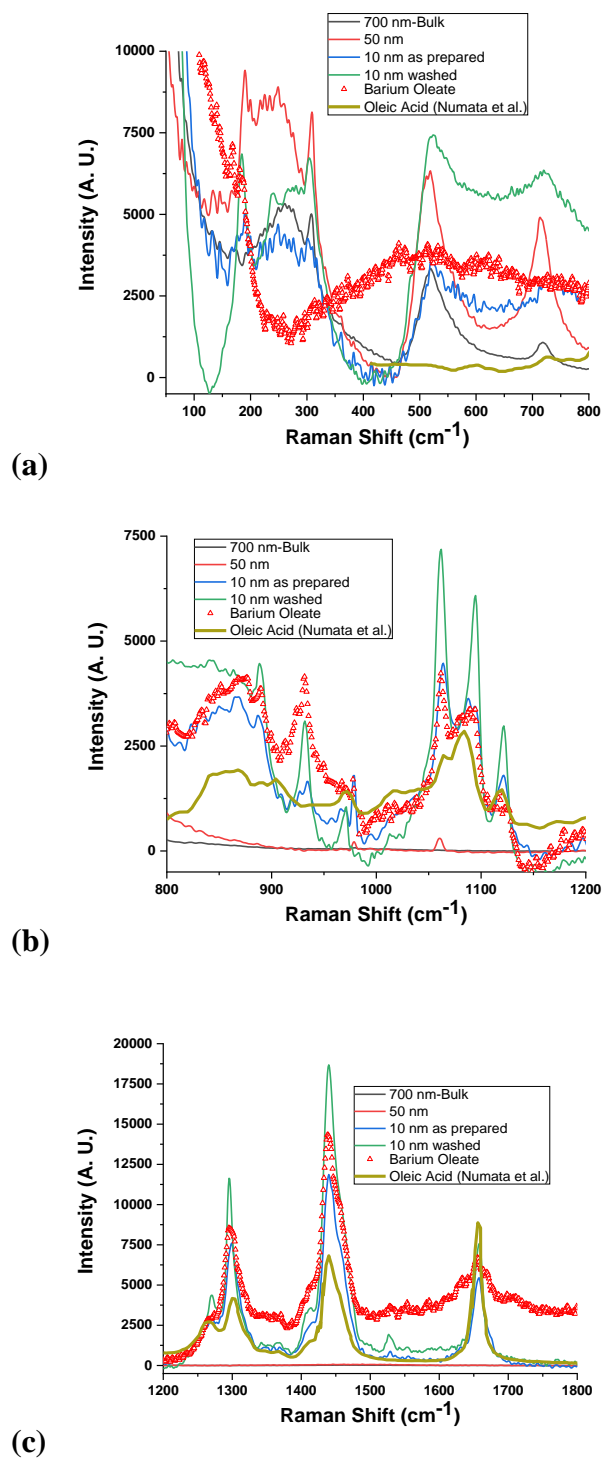 700 nm-Bulk
50 nm
10 nm as prepared
10 nm washed
Barium Oleate
Oleic Acid (Numata et al.)
10000
7500
5000
2500
0
Intensity (A. U.)
100 200 300 400 500 600 700 800
Raman Shift (cm-1)
(a)
7500
5000
2500
0
Intensity (A. U.)
700 nm-Bulk
50 nm
10 nm as prepared
10 nm washed
Barium Oleate
Oleic Acid (Numata et al.)
800 900 1000 1100 1200
Raman Shift (cm-1)
(b)
20000
17500
15000
12500
10000
7500
5000
2500
0
Intensity (A. U.)
700 nm-Bulk
50 nm
10 nm as prepared
10 nm washed
Barium Oleate
Oleic Acid (Numata et al.)
1200 1300 1400 1500 1600 1700 1800
Raman Shift (cm-1)
(c)